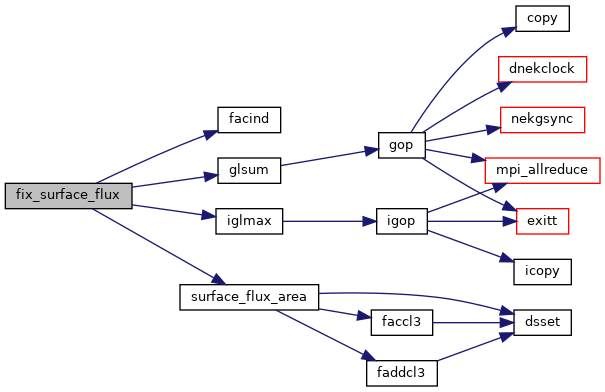 copy
dnekclock
nekgsync
facind
gop
glsum
mpi_allreduce
fix_surface_flux
iglmax
igop
exitt
icopy
surface_flux_area
faccl3
dsset
faddcl3